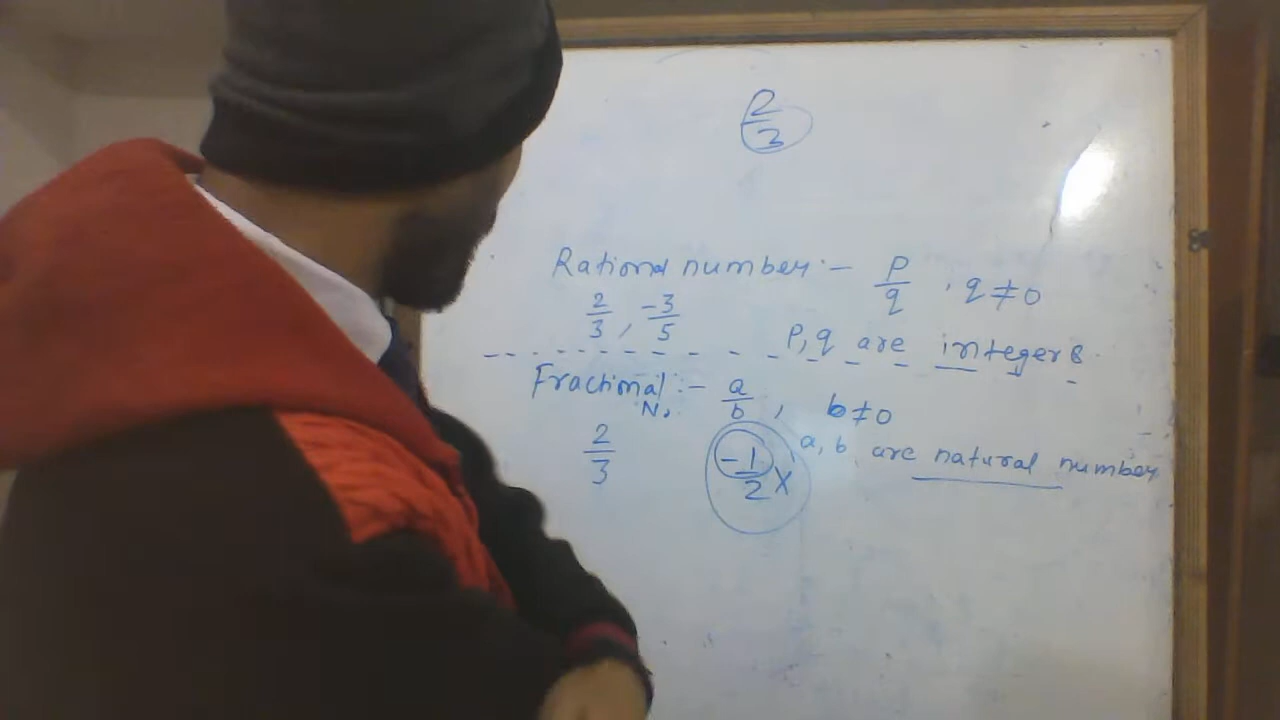 2/3
Rational number :- p/q , q ≠ 0
2/3 , -3/5
p, q are integers
Fractional N. :- a/b , b ≠ 0
a, b are natural number
2/3
-1/2 X